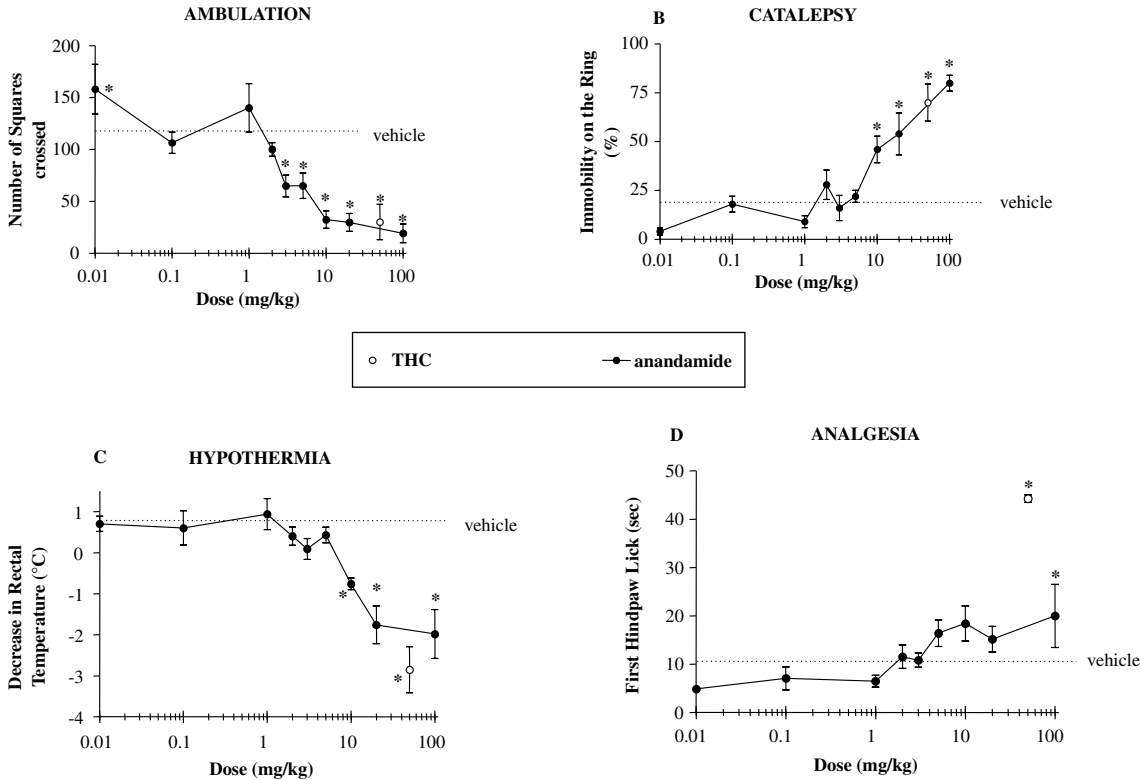 AMBULATION
Number of Squares
crossed
200
150
100
50
0
*
* * * * * *
vehicle
0.01 0.1 1 10 100
Dose (mg/kg)
B CATALEPSY
Immobility on the Ring
(%)
100
75
50
25
0
* * * *
vehicle
0.01 0.1 1 10 100
Dose (mg/kg)
THC anandamide
C HYPOTHERMIA
Decrease in Rectal
Temperature (°C)
1
0
-1
-2
-3
-4
* * * *
vehicle
0.01 0.1 1 10 100
Dose (mg/kg)
D ANALGESIA
First Hindpaw Lick (sec)
50
40
30
20
10
0
* *
vehicle
0.01 0.1 1 10 100
Dose (mg/kg)